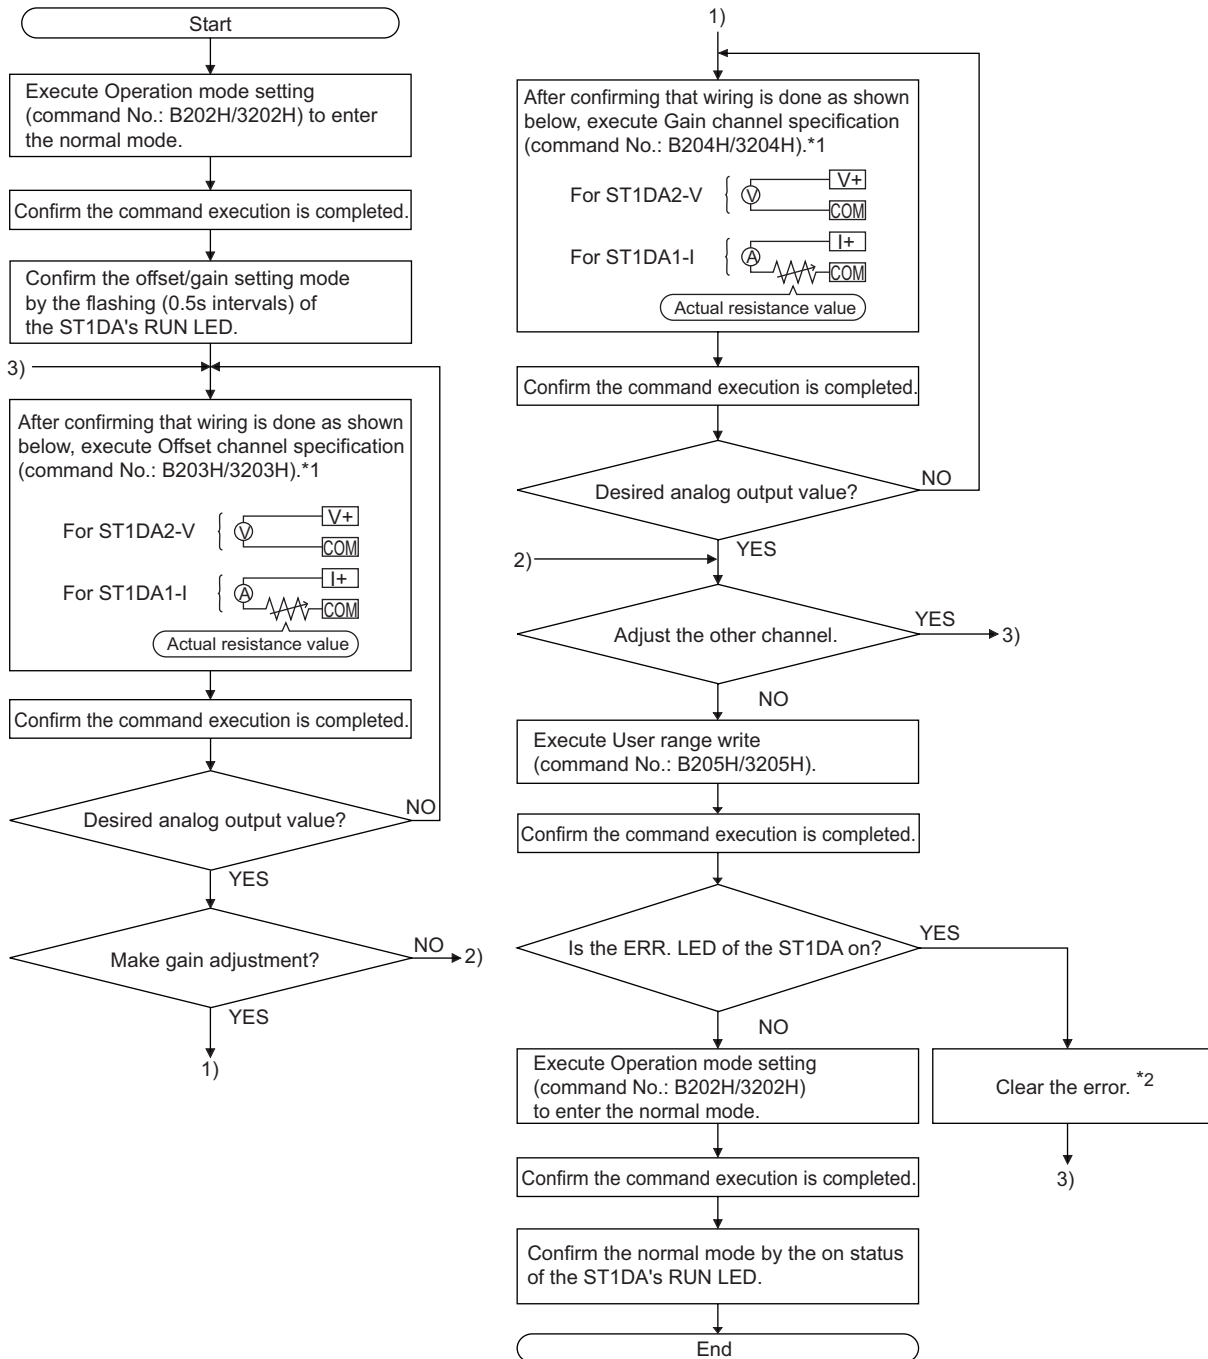 Start
Execute Operation mode setting
(command No.: B202H/3202H) to enter
the normal mode.
Confirm the command execution is completed.
Confirm the offset/gain setting mode
by the flashing (0.5s intervals) of
the ST1DA's RUN LED.
3)
After confirming that wiring is done as shown
below, execute Offset channel specification
(command No.: B203H/3203H).*1
For ST1DA2-V
V
V+
COM
For ST1DA1-I
A
I+
COM
Actual resistance value
Confirm the command execution is completed.
Desired analog output value?
NO
YES
Make gain adjustment?
NO
2)
YES
1)
1)
After confirming that wiring is done as shown
below, execute Gain channel specification
(command No.: B204H/3204H).*1
For ST1DA2-V
V
V+
COM
For ST1DA1-I
A
I+
COM
Actual resistance value
Confirm the command execution is completed.
Desired analog output value?
NO
YES
2)
Adjust the other channel.
YES
3)
NO
Execute User range write
(command No.: B205H/3205H).
Confirm the command execution is completed.
Is the ERR. LED of the ST1DA on?
YES
NO
Execute Operation mode setting
(command No.: B202H/3202H)
to enter the normal mode.
Clear the error. *2
3)
Confirm the command execution is completed.
Confirm the normal mode by the on status
of the ST1DA's RUN LED.
End